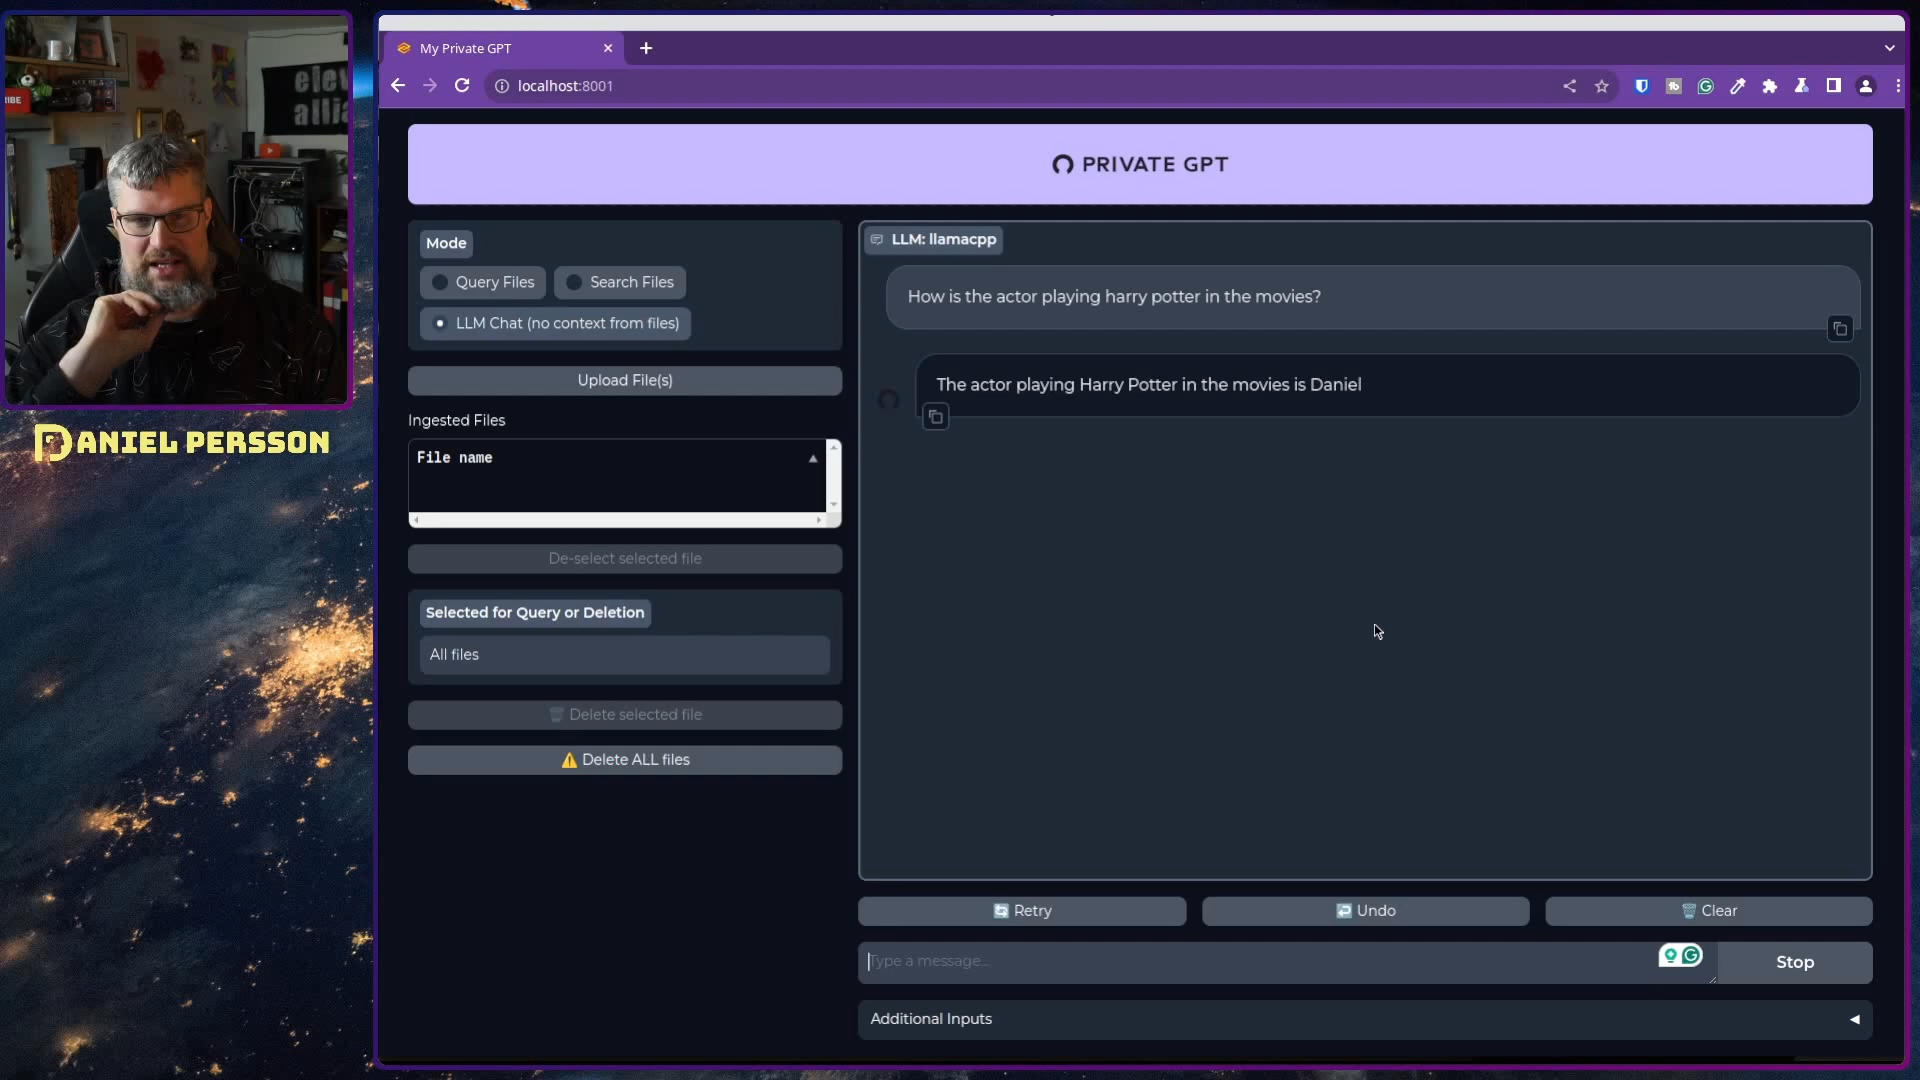 My Private GPT
localhost:8001
PRIVATE GPT
Mode
Query Files
Search Files
LLM Chat (no context from files)
Upload File(s)
Ingested Files
File name
De-select selected file
Selected for Query or Deletion
All files
Delete selected file
Delete ALL files
LLM: llamacpp
How is the actor playing harry potter in the movies?
The actor playing Harry Potter in the movies is Daniel
Retry
Undo
Clear
Type a message...
Stop
Additional Inputs
DANIEL PERSSON
RIBE
elev
allia